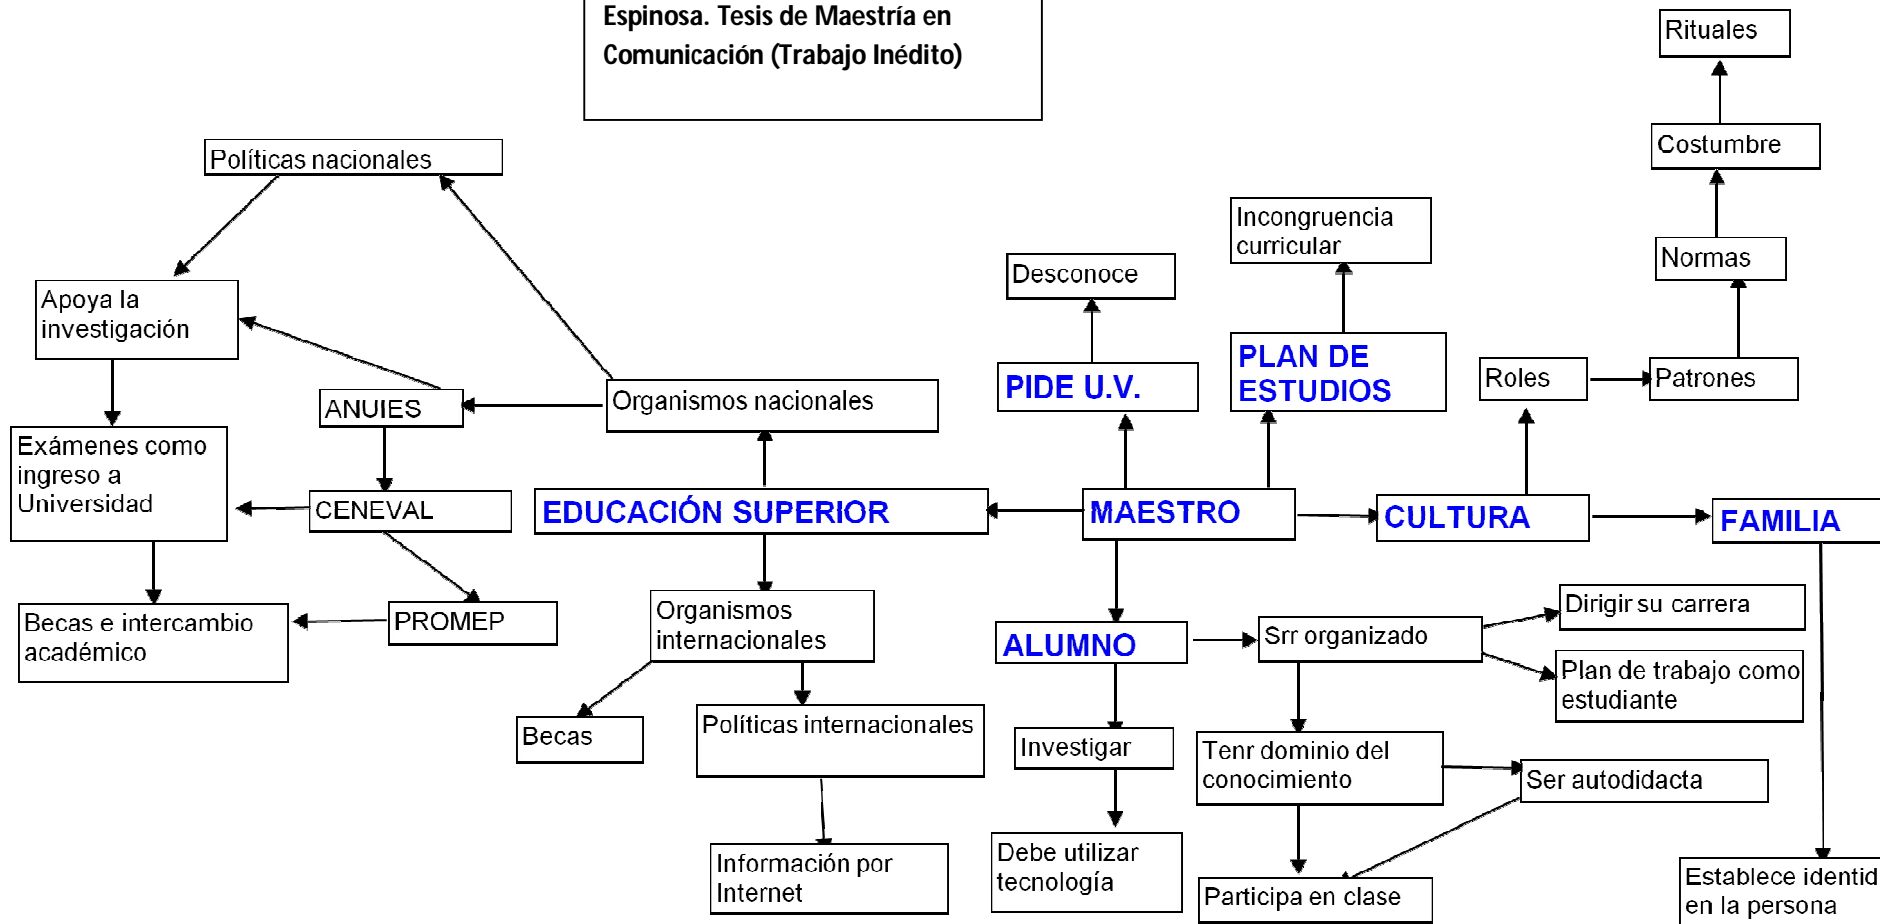 Espinosa. Tesis de Maestría en
Comunicación (Trabajo Inédito)
Rituales
Costumbre
Políticas nacionales
Incongruencia
curricular
Normas
Desconoce
Apoya la
investigación
PLAN DE
ESTUDIOS
PIDE U.V.
Roles
Patrones
ANUIES
Organismos nacionales
Exámenes como
ingreso a
Universidad
CENEVAL
EDUCACIÓN SUPERIOR
MAESTRO
CULTURA
FAMILIA
Becas e intercambio
académico
PROMEP
Organismos
internacionales
ALUMNO
Srr organizado
Dirigir su carrera
Plan de trabajo como
estudiante
Becas
Políticas internacionales
Investigar
Tenr dominio del
conocimiento
Ser autodidacta
Información por
Internet
Debe utilizar
tecnología
Participa en clase
Establece identid
en la persona